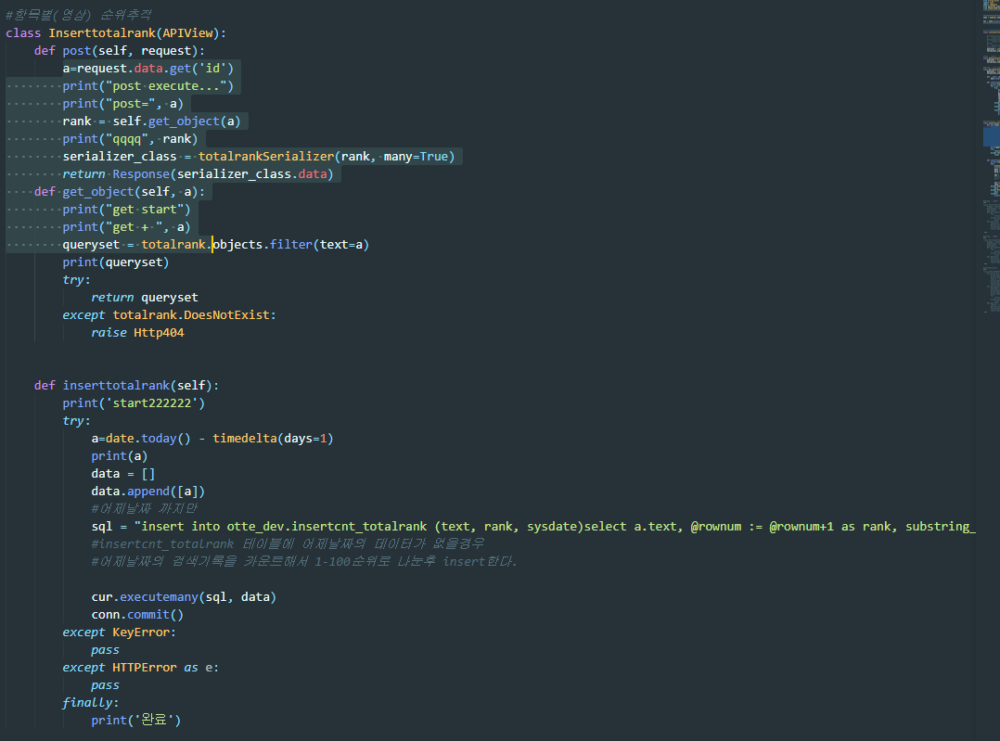 #항목별(영상) 순위추적
class Inserttotalrank(APIView):
    def post(self, request):
        a=request.data.get('id')
        print("post execute...")
        print("post=", a)
        rank = self.get_object(a)
        print("qqqq", rank)
        serializer_class = totalrankSerializer(rank, many=True)
        return Response(serializer_class.data)
    def get_object(self, a):
        print("get start")
        print("get + ", a)
        queryset = totalrank.objects.filter(text=a)
        print(queryset)
        try:
            return queryset
        except totalrank.DoesNotExist:
            raise Http404
    def inserttotalrank(self):
        print('start222222')
        try:
            a=date.today() - timedelta(days=1)
            print(a)
            data = []
            data.append([a])
            #어제날짜 까지만
            sql = "insert into otte_dev.insertcnt_totalrank (text, rank, sysdate)select a.text, @rownum := @rownum+1 as rank, substring_
            #insertcnt_totalrank 테이블에 어제날짜의 데이터가 없을경우
            #어제날짜의 검색기록을 카운트해서 1-100순위로 나눈후 insert한다.
            cur.executemany(sql, data)
            conn.commit()
        except KeyError:
            pass
        except HTTPError as e:
            pass
        finally:
            print('완료')